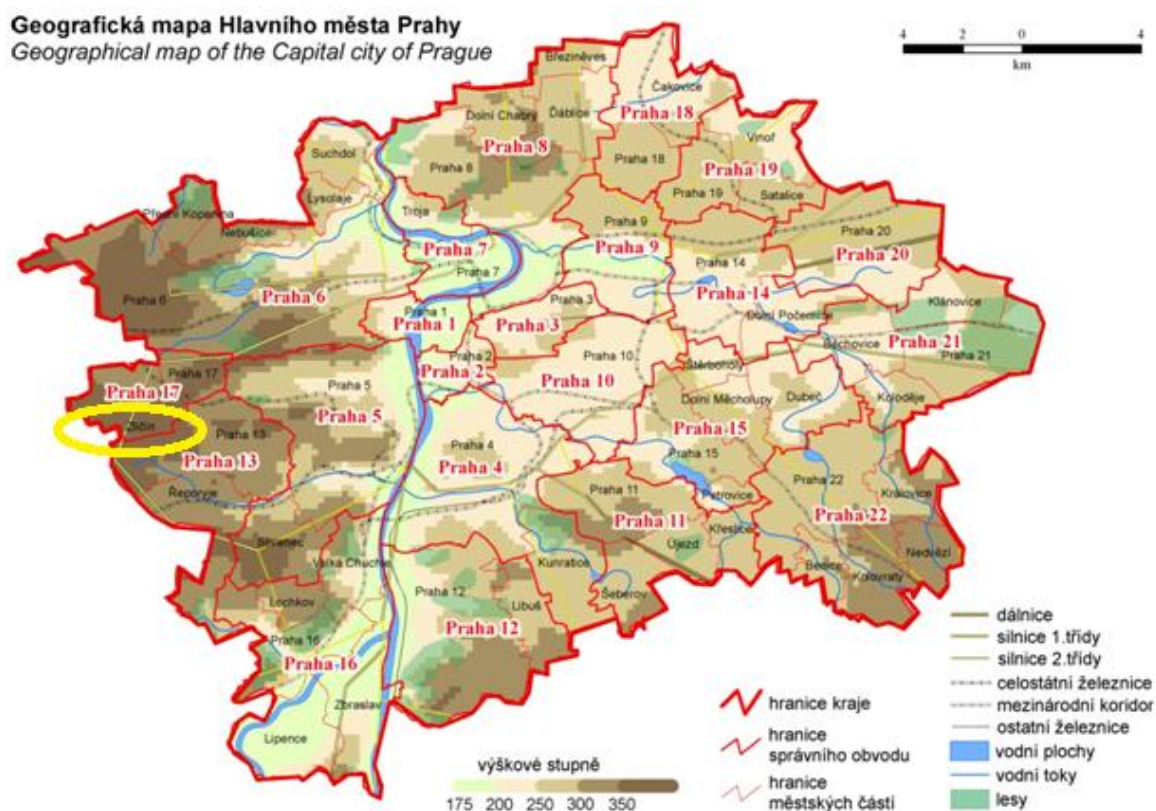 Geografická mapa Hlavního města Prahy
Geographical map of the Capital city of Prague
4 2 0 4
km
Březiněves
Čakovice
Praha 18
Dolní Chabry
Ďáblice
Praha 8
Vinoř
Suchdol
Praha 8
Praha 18
Praha 19
Lysolaje
Praha 19
Satalice
Přední Kopanina
Troja
Nebušice
Praha 9
Praha 20
Praha 7
Praha 9
Praha 20
Praha 7
Praha 14
Praha 6
Praha 6
Praha 14
Klánovice
Praha 1
Praha 3
Dolní Počernice
Praha 1
Praha 3
Praha 21
Běchovice
Praha 2
Praha 10
Praha 21
Praha 17
Štěrboholy
Praha 2
Praha 10
Praha 17
Praha 5
Dubeč
Koloděje
Dolní Měcholupy
Praha 5
Zličín
Praha 15
Praha 13
Praha 4
Praha 13
Praha 4
Praha 15
Praha 22
Řeporyje
Praha 11
Petrovice
Královice
Praha 11
Praha 22
Křeslice
Slivenec
Újezd
Nedvězí
Velká Chuchle
Kunratice
Benice
Kolovraty
Praha 12
Šeberov
Lochkov
Libuš
Praha 16
Praha 12
Praha 16
Zbraslav
Lipence
výškové stupně
175 200 250 300 350
hranice kraje
hranice
správního obvodu
hranice
městských částí
dálnice
silnice 1.třídy
silnice 2.třídy
celostátní železnice
mezinárodní koridor
ostatní železnice
vodní plochy
vodní toky
lesy